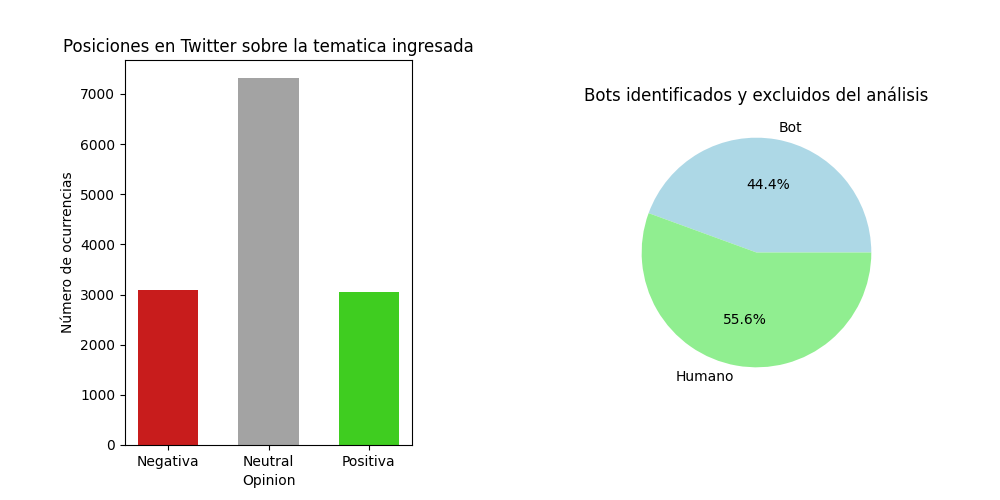 Posiciones en Twitter sobre la tematica ingresada
Número de ocurrencias
7000
6000
5000
4000
3000
2000
1000
0
Negativa
Neutral
Positiva
Opinion
Bots identificados y excluidos del análisis
Bot
44.4%
55.6%
Humano